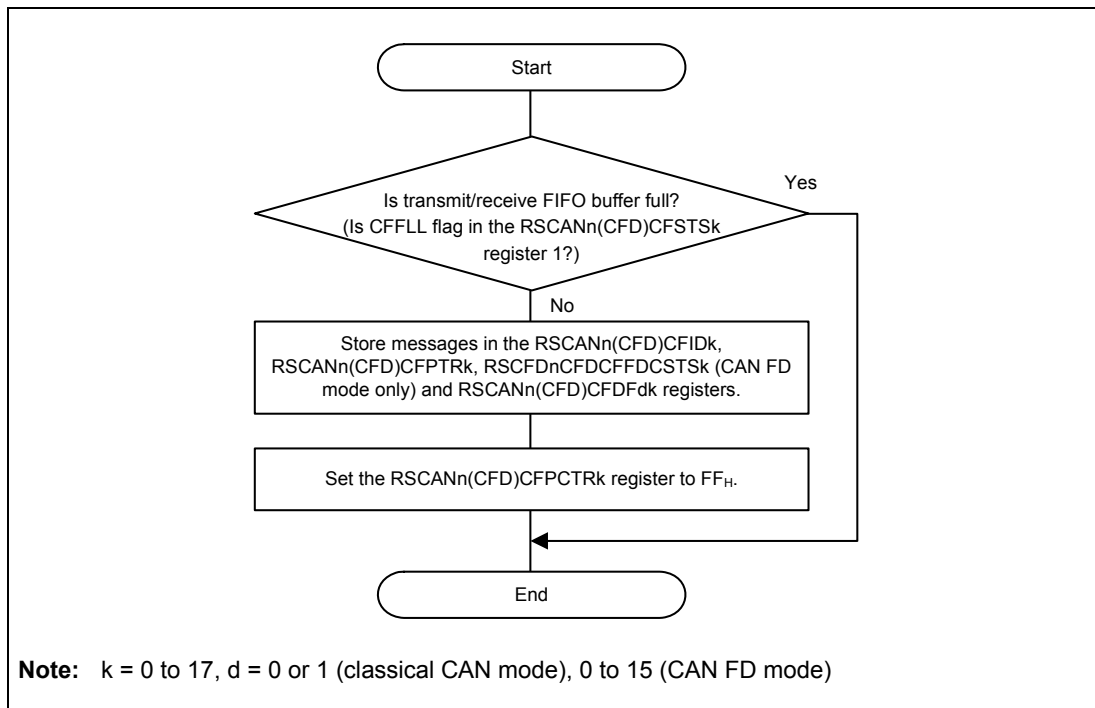 Start
Yes
Is transmit/receive FIFO buffer full?
(Is CFFLL flag in the RSCANn(CFD)CFSTSk
register 1?)
No
Store messages in the RSCANn(CFD)CFIDk,
RSCANn(CFD)CFPTRk, RSCFDnCFDCFFDCSTSk (CAN FD
mode only) and RSCANn(CFD)CFDFdk registers.
Set the RSCANn(CFD)CFPCTRk register to FFH.
End
Note: k = 0 to 17, d = 0 or 1 (classical CAN mode), 0 to 15 (CAN FD mode)